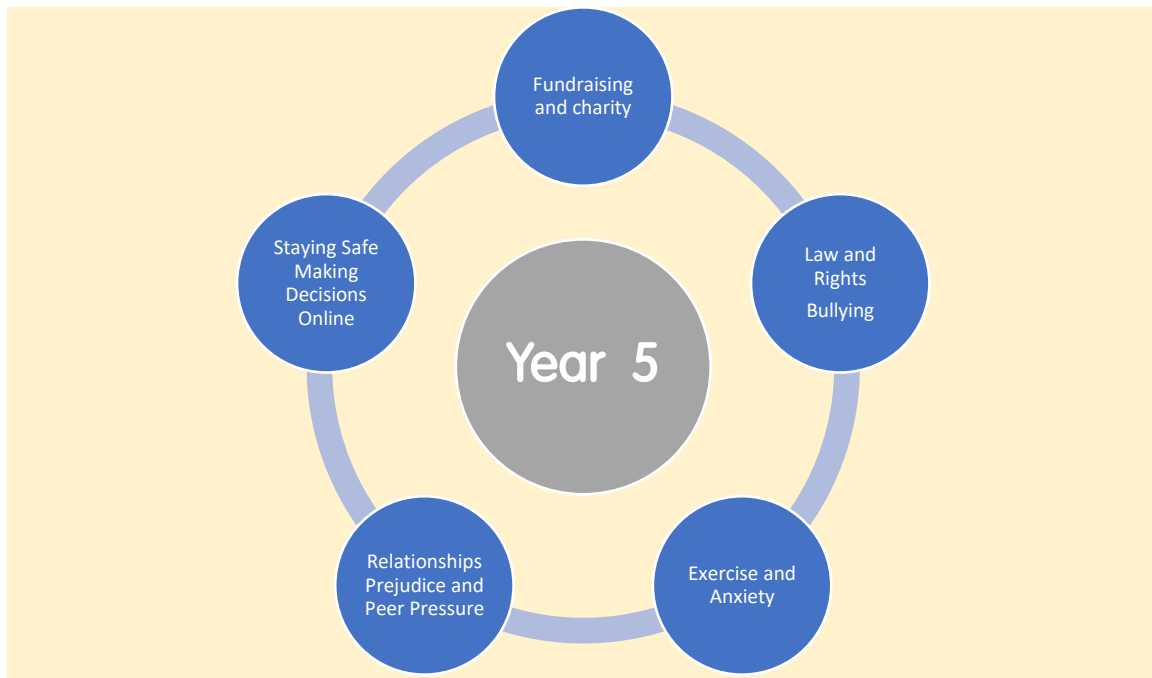 Fundraising
and charity
Law and
Rights
Bullying
Exercise and
Anxiety
Relationships
Prejudice and
Peer Pressure
Staying Safe
Making
Decisions
Online
Year 5